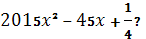 2015x² − 45x + 1/4?